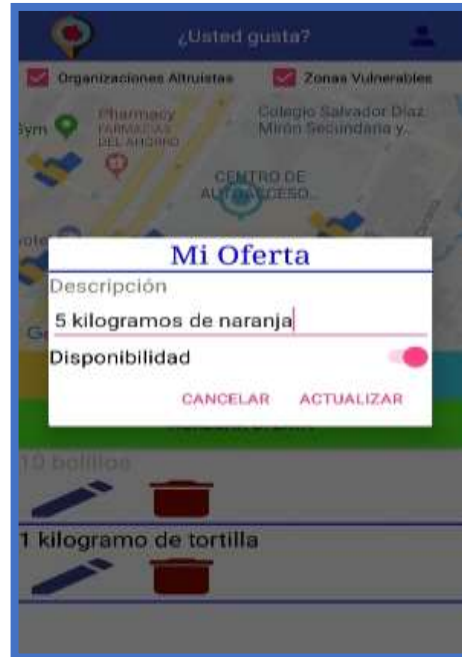 ¿Usted gusta?
Organizaciones Altruistas
Zonas Vulnerables
Pharmacy
FARMACIAS
DEL AHORRO
Colegio Salvador Díaz
Mirón Secundaria y...
Gym
CENTRO DE
AUTOACCESO...
Mi Oferta
Descripción
5 kilogramos de naranja
Disponibilidad
CANCELAR ACTUALIZAR
10 bolillos
1 kilogramo de tortilla